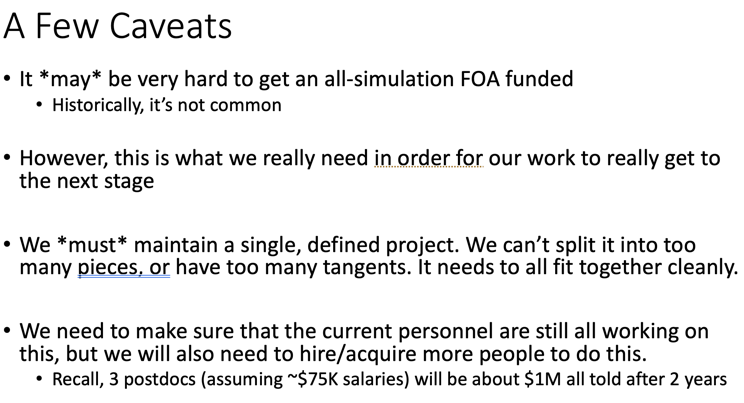 A Few Caveats
• It *may* be very hard to get an all-simulation FOA funded
• Historically, it's not common
• However, this is what we really need in order for our work to really get to
the next stage
• We *must* maintain a single, defined project. We can't split it into too
many pieces, or have too many tangents. It needs to all fit together cleanly.
• We need to make sure that the current personnel are still all working on
this, but we will also need to hire/acquire more people to do this.
• Recall, 3 postdocs (assuming ~$75K salaries) will be about $1M all told after 2 years